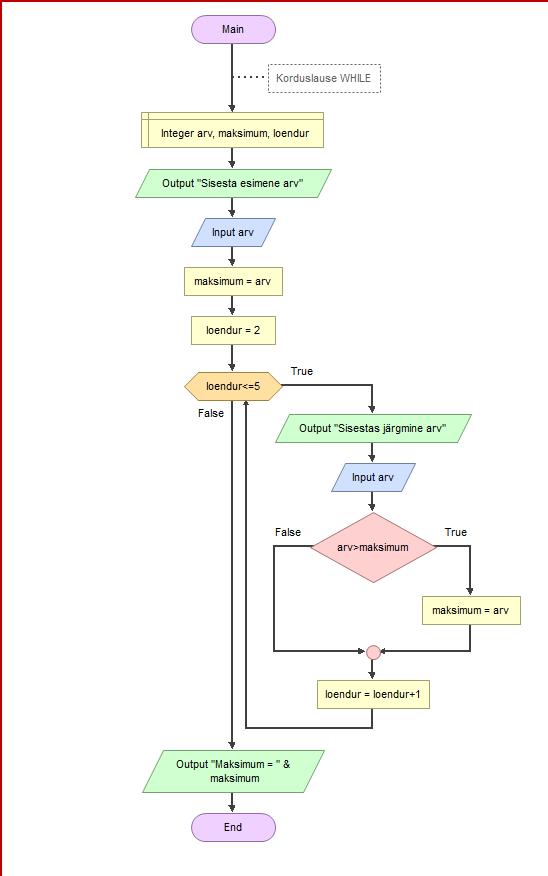 Main
Korduslause WHILE
Integer arv, maksimum, loendur
Output "Sisesta esimene arv"
Input arv
maksimum = arv
loendur = 2
loendur<=5
True
False
Output "Sisestas järgmine arv"
Input arv
arv>maksimum
False
True
maksimum = arv
loendur = loendur+1
Output "Maksimum = " &
maksimum
End